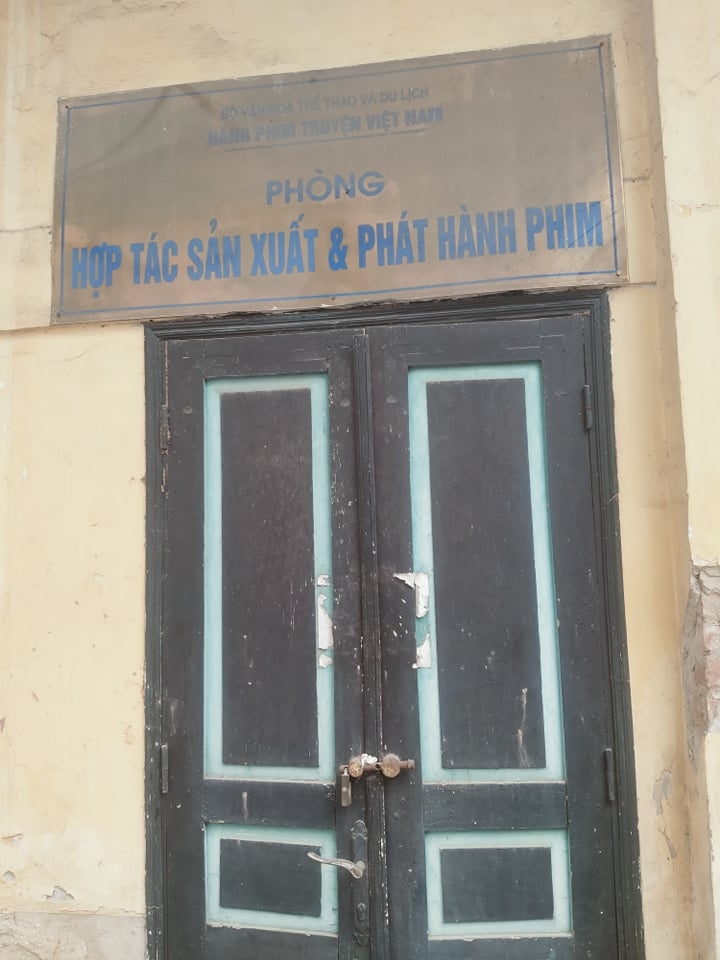 BỘ VĂN HOÁ THỂ THAO VÀ DU LỊCH
HÃNG PHIM TRUYỆN VIỆT NAM
PHÒNG
HỢP TÁC SẢN XUẤT & PHÁT HÀNH PHIM